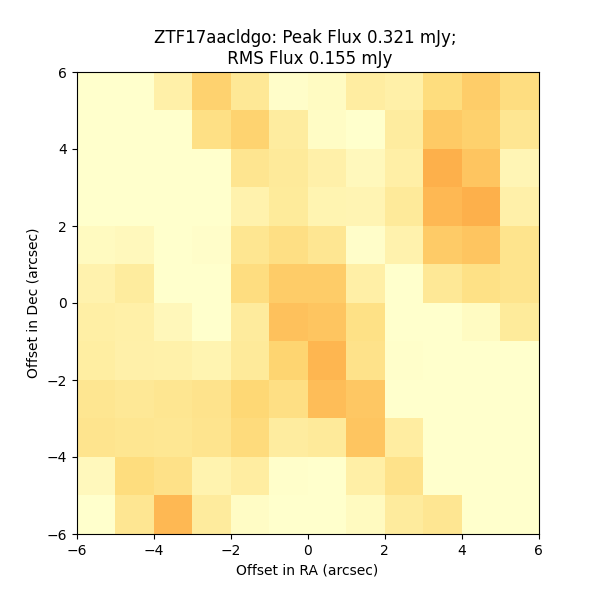 ZTF17aacldgo: Peak Flux 0.321 mJy;
RMS Flux 0.155 mJy
6
4
2
0
−2
−4
−6
Offset in Dec (arcsec)
−6 −4 −2 0 2 4 6
Offset in RA (arcsec)